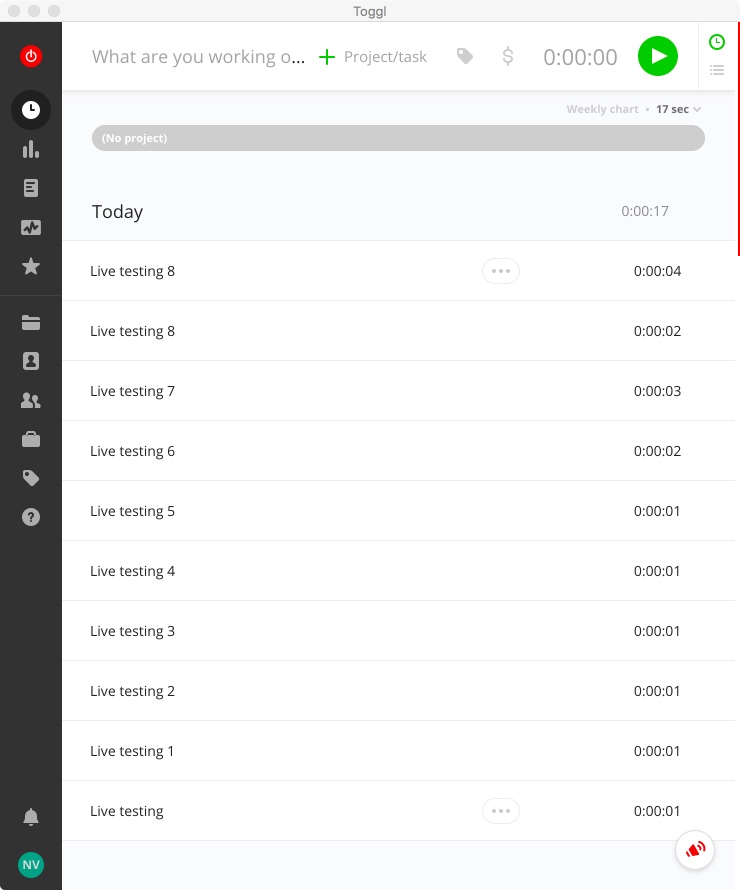 Toggl
What are you working o... Project/task $ 0:00:00
Weekly chart • 17 sec
(No project)
Today 0:00:17
Live testing 8 0:00:04
Live testing 8 0:00:02
Live testing 7 0:00:03
Live testing 6 0:00:02
Live testing 5 0:00:01
Live testing 4 0:00:01
Live testing 3 0:00:01
Live testing 2 0:00:01
Live testing 1 0:00:01
Live testing 0:00:01
NV